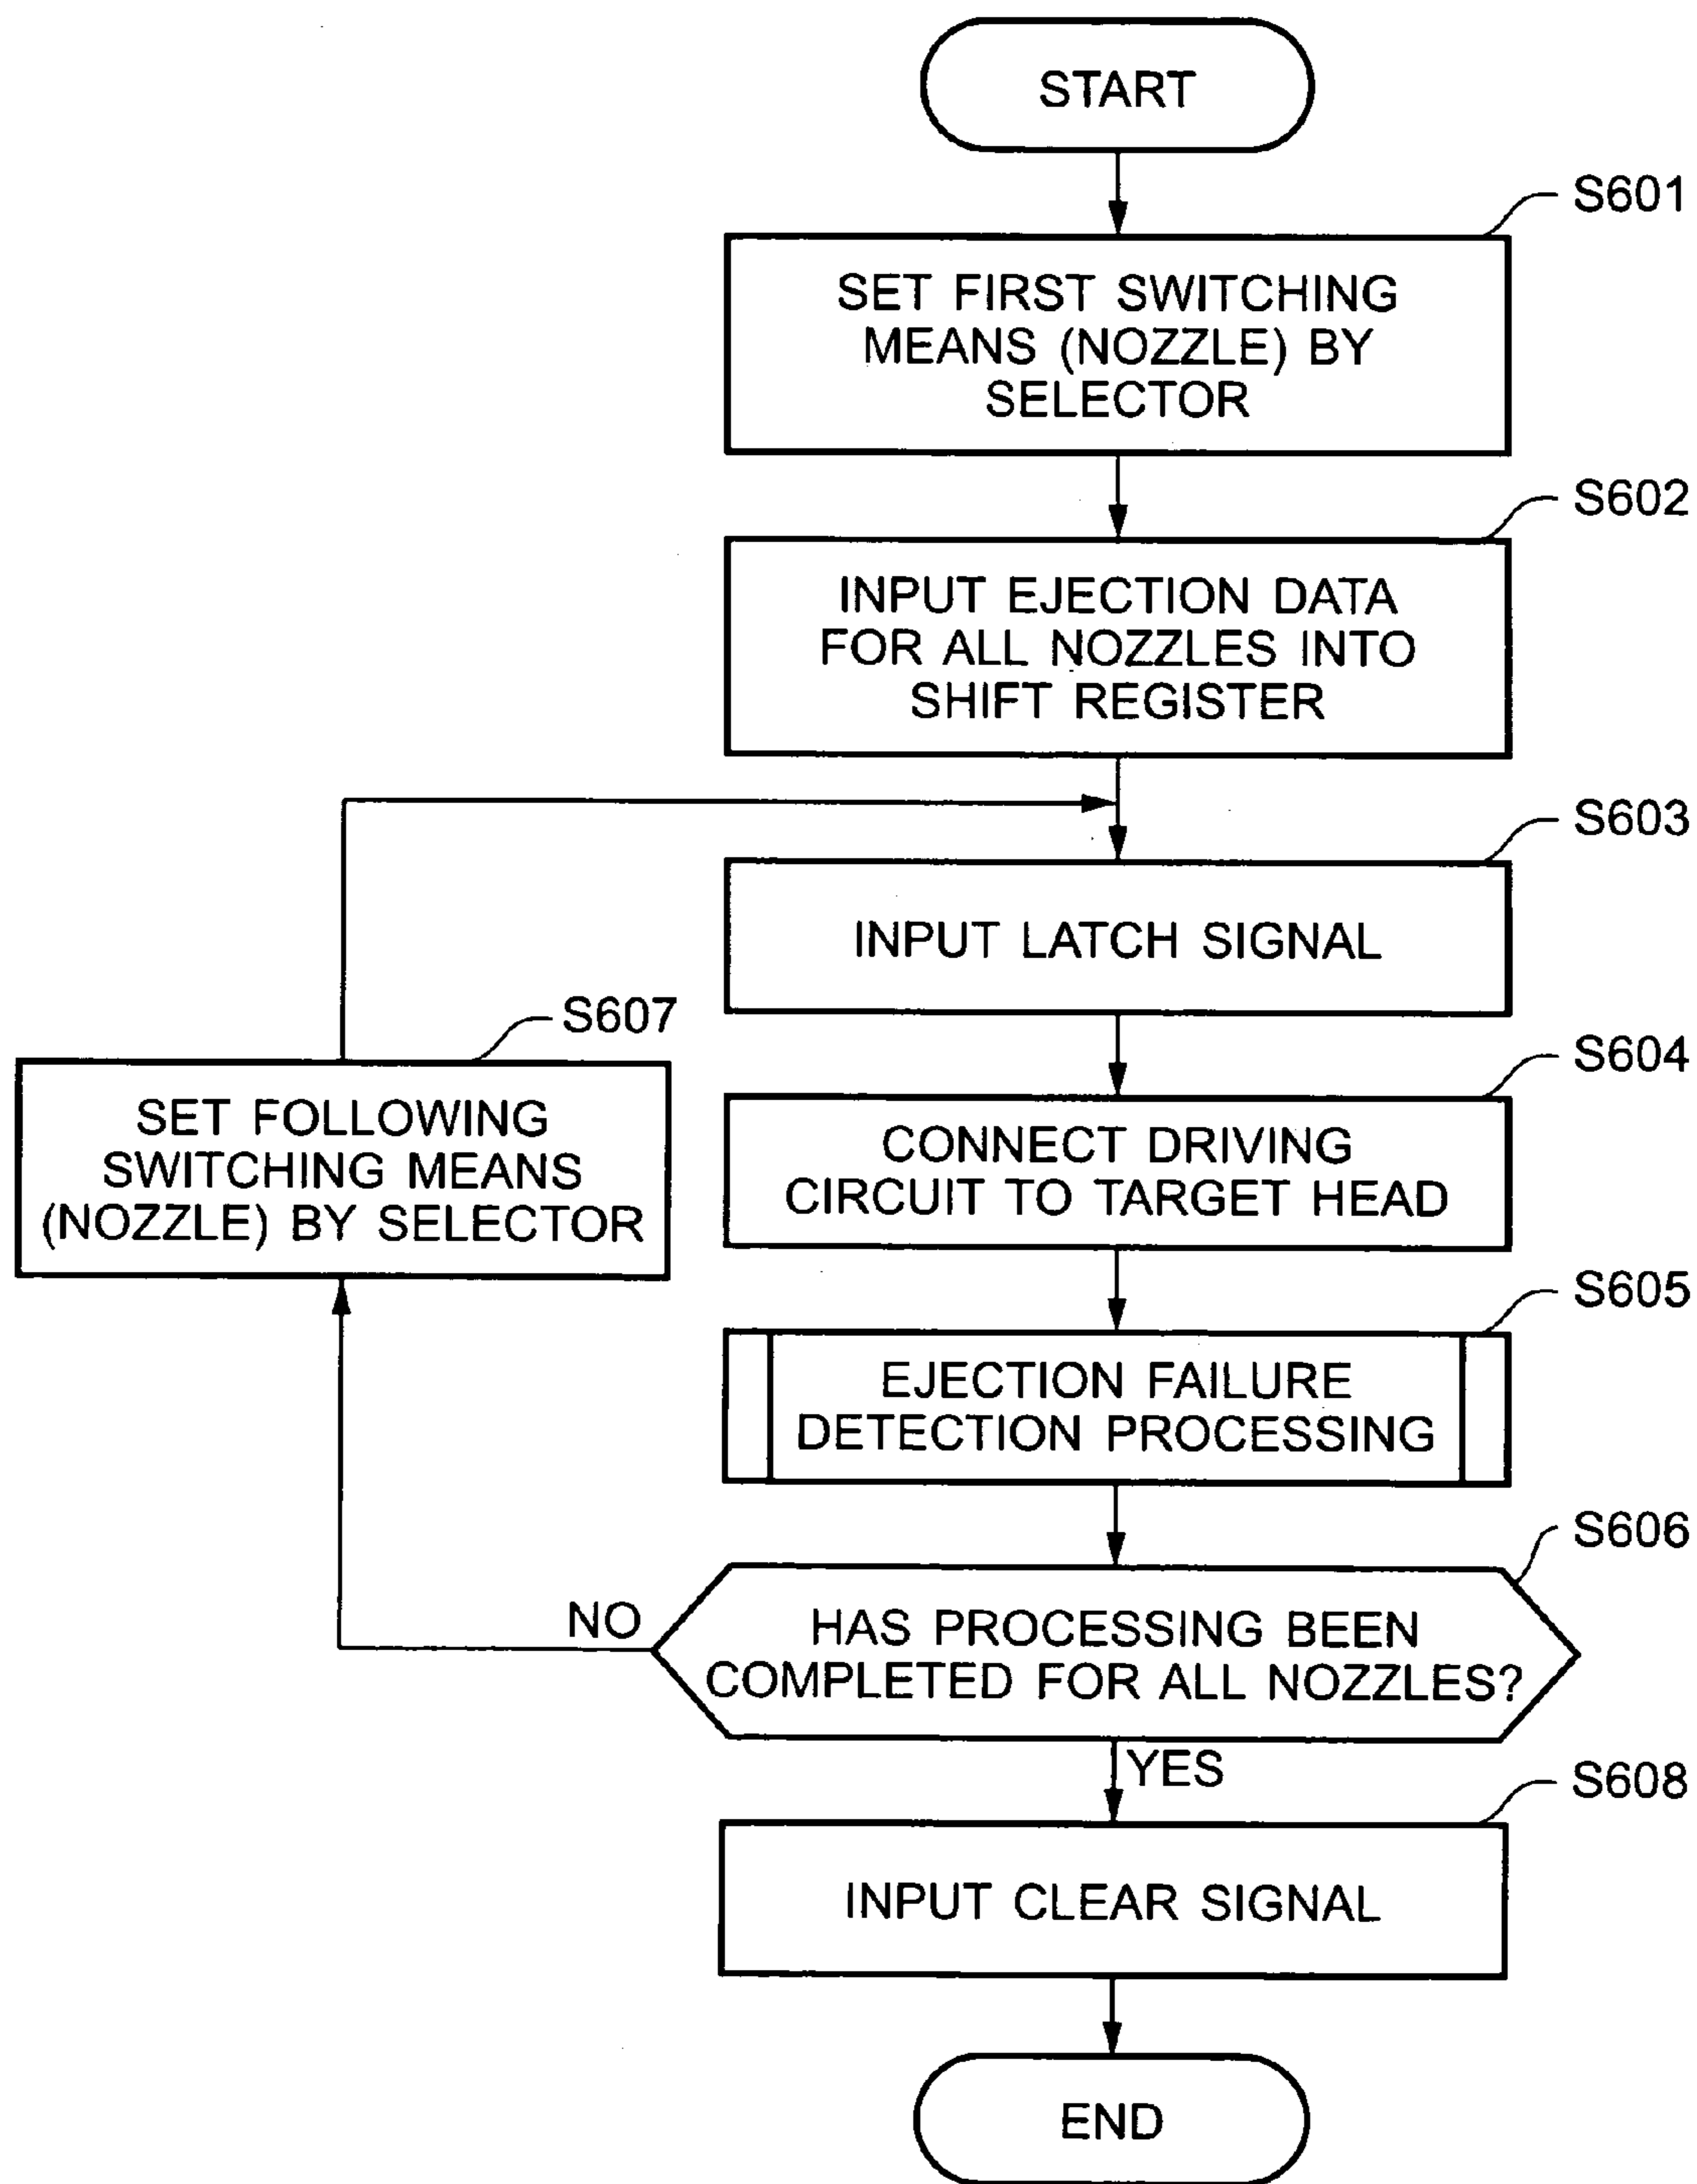 START
S601
SET FIRST SWITCHING
MEANS (NOZZLE) BY
SELECTOR
S602
INPUT EJECTION DATA
FOR ALL NOZZLES INTO
SHIFT REGISTER
S603
INPUT LATCH SIGNAL
S604
CONNECT DRIVING
CIRCUIT TO TARGET HEAD
S605
EJECTION FAILURE
DETECTION PROCESSING
S606
HAS PROCESSING BEEN
COMPLETED FOR ALL NOZZLES?
NO
S607
SET FOLLOWING
SWITCHING MEANS
(NOZZLE) BY SELECTOR
YES
S608
INPUT CLEAR SIGNAL
END